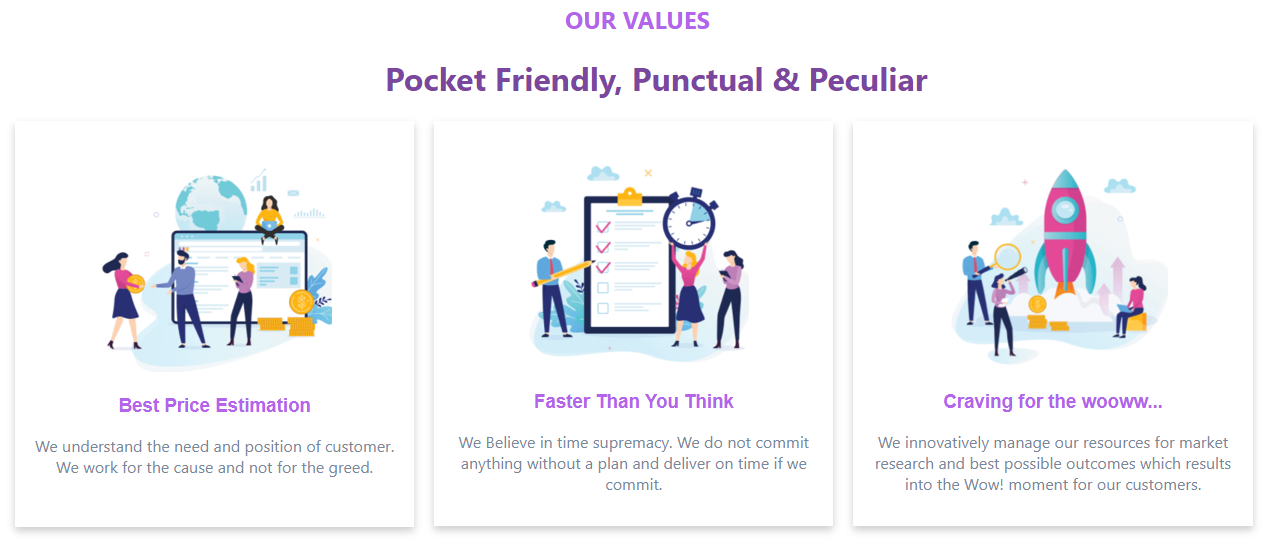 OUR VALUES
Pocket Friendly, Punctual & Peculiar
Best Price Estimation
We understand the need and position of customer.
We work for the cause and not for the greed.
Faster Than You Think
We Believe in time supremacy. We do not commit
anything without a plan and deliver on time if we
commit.
Craving for the wooww...
We innovatively manage our resources for market
research and best possible outcomes which results
into the Wow! moment for our customers.